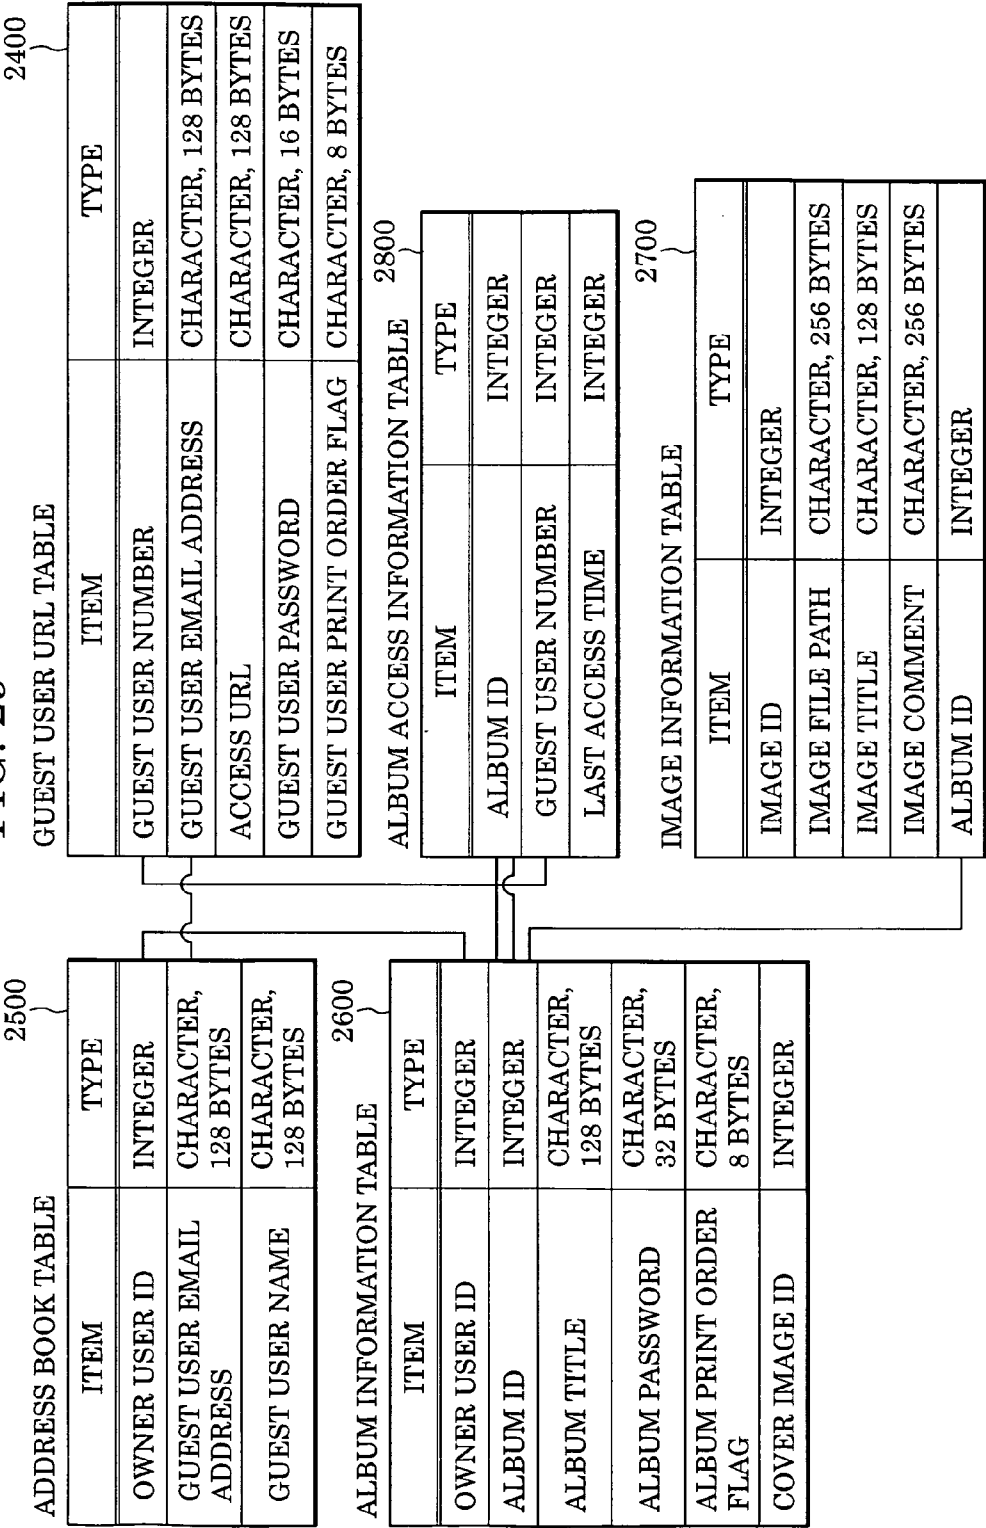 ADDRESS BOOK TABLE
2500
ITEM TYPE
OWNER USER ID INTEGER
GUEST USER EMAIL ADDRESS CHARACTER, 128 BYTES
GUEST USER NAME CHARACTER, 128 BYTES
ALBUM INFORMATION TABLE
2600
ITEM TYPE
OWNER USER ID INTEGER
ALBUM ID INTEGER
ALBUM TITLE CHARACTER, 128 BYTES
ALBUM PASSWORD CHARACTER, 32 BYTES
ALBUM PRINT ORDER FLAG CHARACTER, 8 BYTES
COVER IMAGE ID INTEGER
GUEST USER URL TABLE
2400
ITEM TYPE
GUEST USER NUMBER INTEGER
GUEST USER EMAIL ADDRESS CHARACTER, 128 BYTES
ACCESS URL CHARACTER, 128 BYTES
GUEST USER PASSWORD CHARACTER, 16 BYTES
GUEST USER PRINT ORDER FLAG CHARACTER, 8 BYTES
ALBUM ACCESS INFORMATION TABLE
2800
ITEM TYPE
ALBUM ID INTEGER
GUEST USER NUMBER INTEGER
LAST ACCESS TIME INTEGER
IMAGE INFORMATION TABLE
2700
ITEM TYPE
IMAGE ID INTEGER
IMAGE FILE PATH CHARACTER, 256 BYTES
IMAGE TITLE CHARACTER, 128 BYTES
IMAGE COMMENT CHARACTER, 256 BYTES
ALBUM ID INTEGER